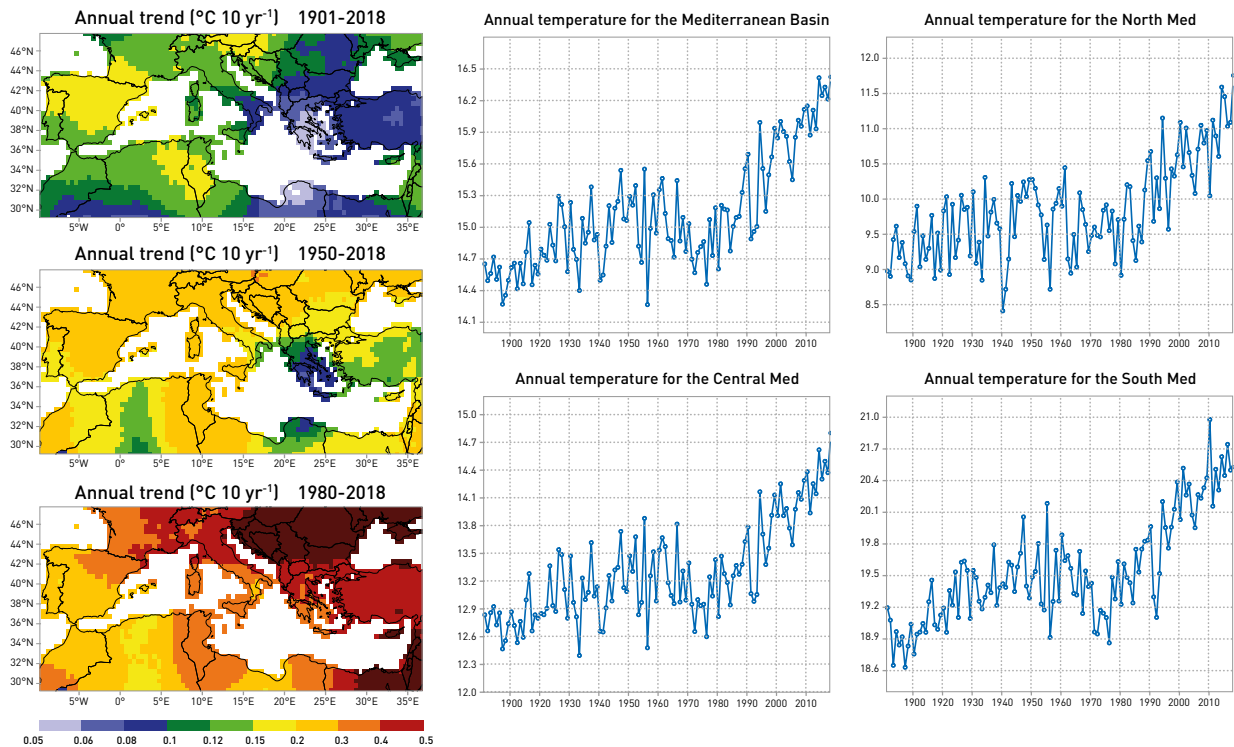 Annual trend (°C 10 yr⁻¹) 1901-2018
46°N
44°N
42°N
40°N
38°N
36°N
34°N
32°N
30°N
5°W 0° 5°E 10°E 15°E 20°E 25°E 30°E 35°E
Annual trend (°C 10 yr⁻¹) 1950-2018
46°N
44°N
42°N
40°N
38°N
36°N
34°N
32°N
30°N
5°W 0° 5°E 10°E 15°E 20°E 25°E 30°E 35°E
Annual trend (°C 10 yr⁻¹) 1980-2018
46°N
44°N
42°N
40°N
38°N
36°N
34°N
32°N
30°N
5°W 0° 5°E 10°E 15°E 20°E 25°E 30°E 35°E
0.05 0.06 0.08 0.1 0.12 0.15 0.2 0.3 0.4 0.5
Annual temperature for the Mediterranean Basin
16.5
16.2
15.9
15.6
15.3
15.0
14.7
14.4
14.1
1900 1910 1920 1930 1940 1950 1960 1970 1980 1990 2000 2010
Annual temperature for the North Med
12.0
11.5
11.0
10.5
10.0
9.5
9.0
8.5
1900 1910 1920 1930 1940 1950 1960 1970 1980 1990 2000 2010
Annual temperature for the Central Med
15.0
14.7
14.4
14.1
13.8
13.5
13.2
12.9
12.6
12.3
12.0
1900 1910 1920 1930 1940 1950 1960 1970 1980 1990 2000 2010
Annual temperature for the South Med
21.0
21.7
20.4
20.1
19.8
19.5
19.2
18.9
18.6
1900 1910 1920 1930 1940 1950 1960 1970 1980 1990 2000 2010